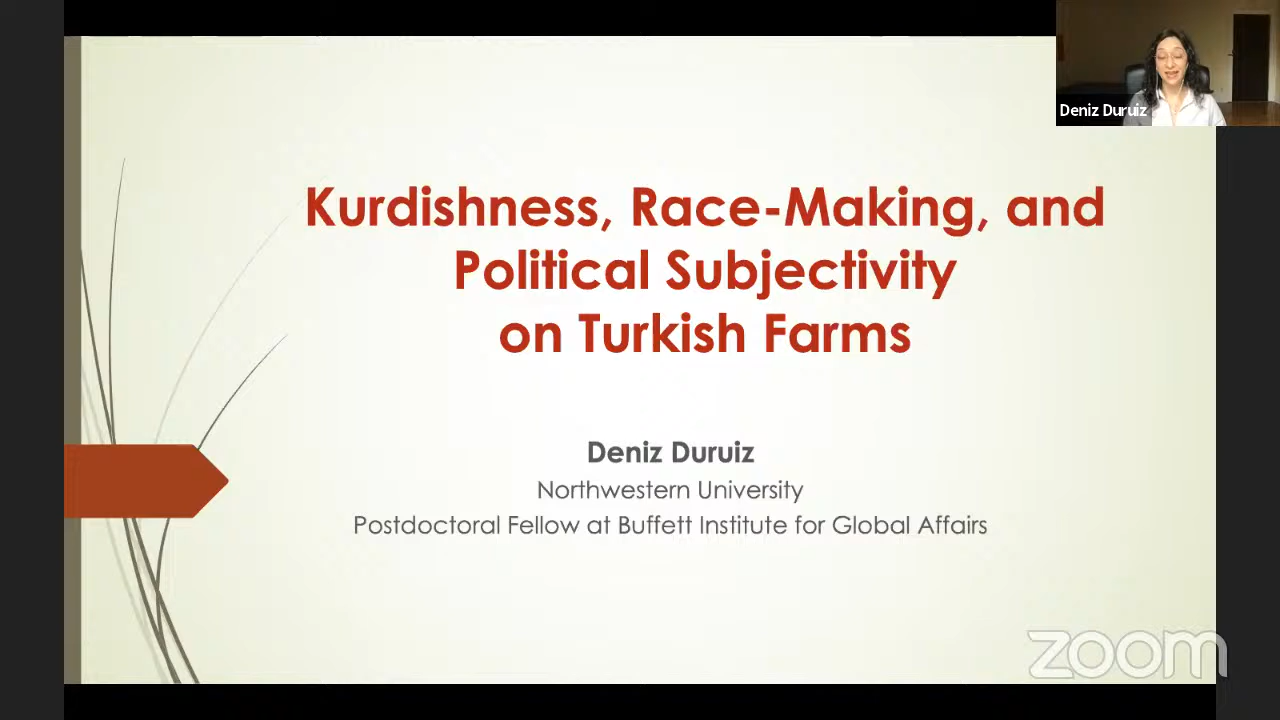 Deniz Duruiz
Kurdishness, Race-Making, and
Political Subjectivity
on Turkish Farms
Deniz Duruiz
Northwestern University
Postdoctoral Fellow at Buffett Institute for Global Affairs
zoom